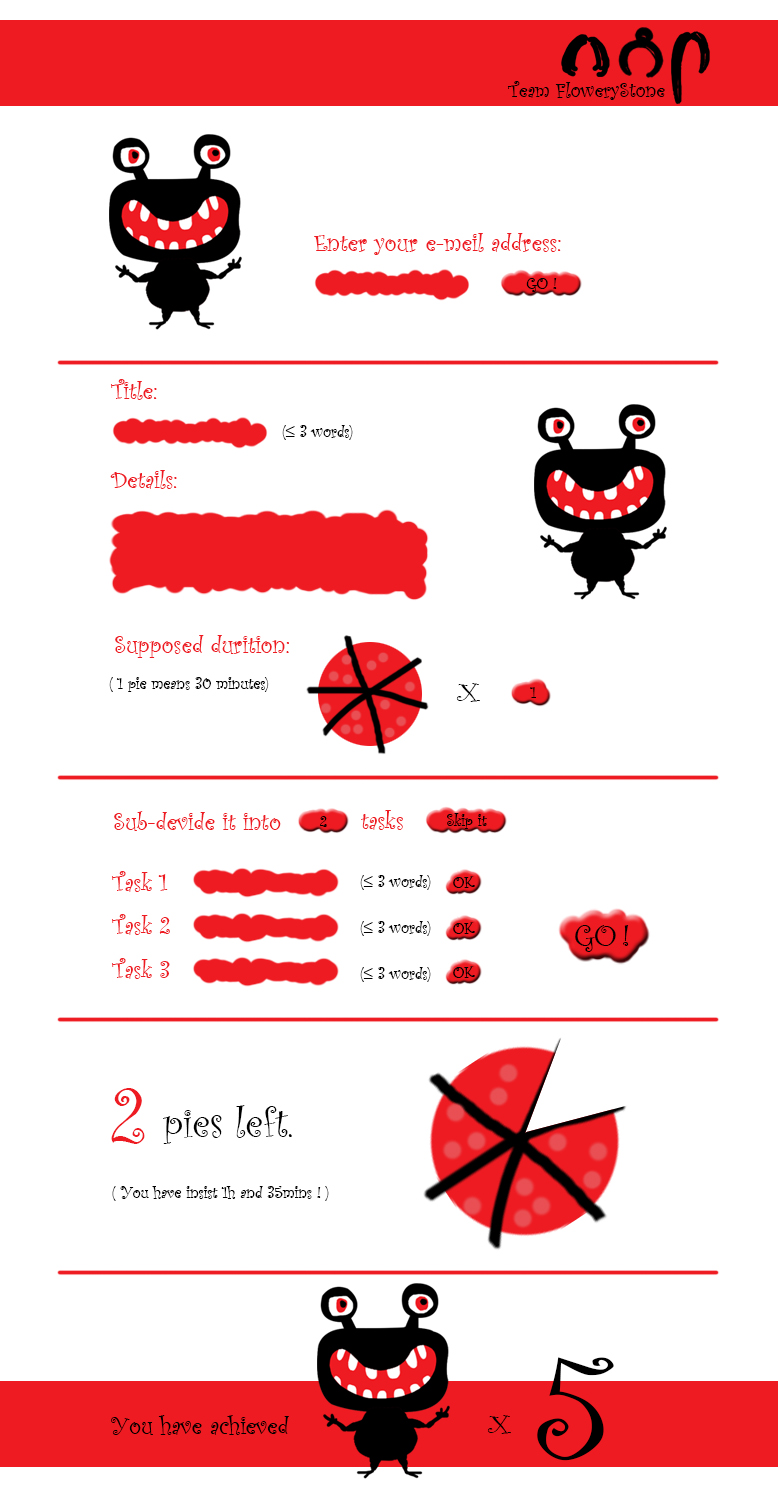 Team FloweryStone
Enter your e-meil address:
GO !
Title:
(≤ 3 words)
Details:
Supposed durition:
( 1 pie means 30 minutes)
X 1
Sub-devide it into 2 tasks Skip it
Task 1 (≤ 3 words) OK
Task 2 (≤ 3 words) OK
GO !
Task 3 (≤ 3 words) OK
2 pies left.
( You have insist 1h and 35mins ! )
You have achieved X 5